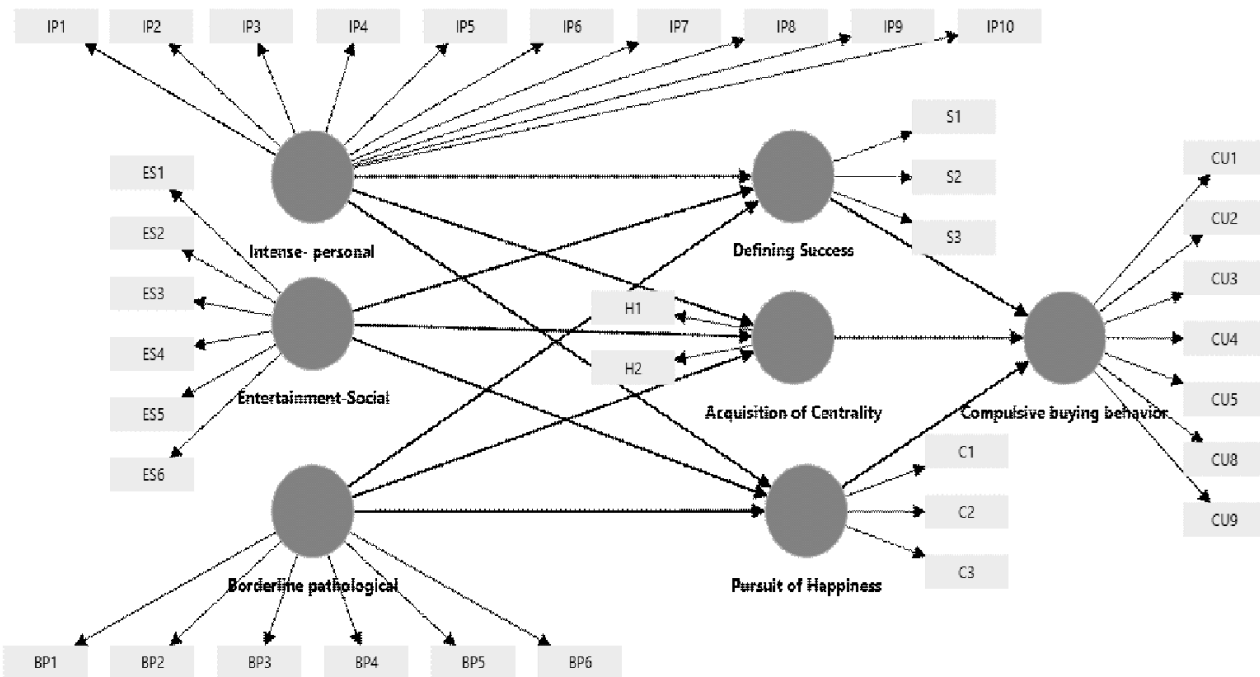 IP1
IP2
IP3
IP4
IP5
IP6
IP7
IP8
IP9
IP10
S1
S2
S3
ES1
ES2
ES3
ES4
ES5
ES6
Intense- personal
Defining Success
CU1
CU2
CU3
CU4
CU5
CU8
CU9
H1
H2
Entertainment-Social
Acquisition of Centrality
Compulsive buying behavior
C1
C2
C3
Borderline pathological
Pursuit of Happiness
BP1
BP2
BP3
BP4
BP5
BP6